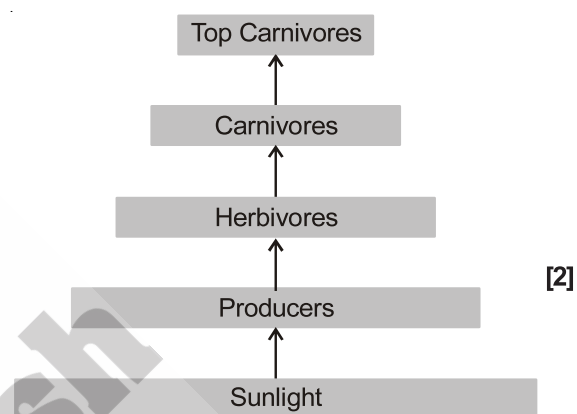 Top Carnivores
Carnivores
Herbivores
[2]
Producers
Sunlight